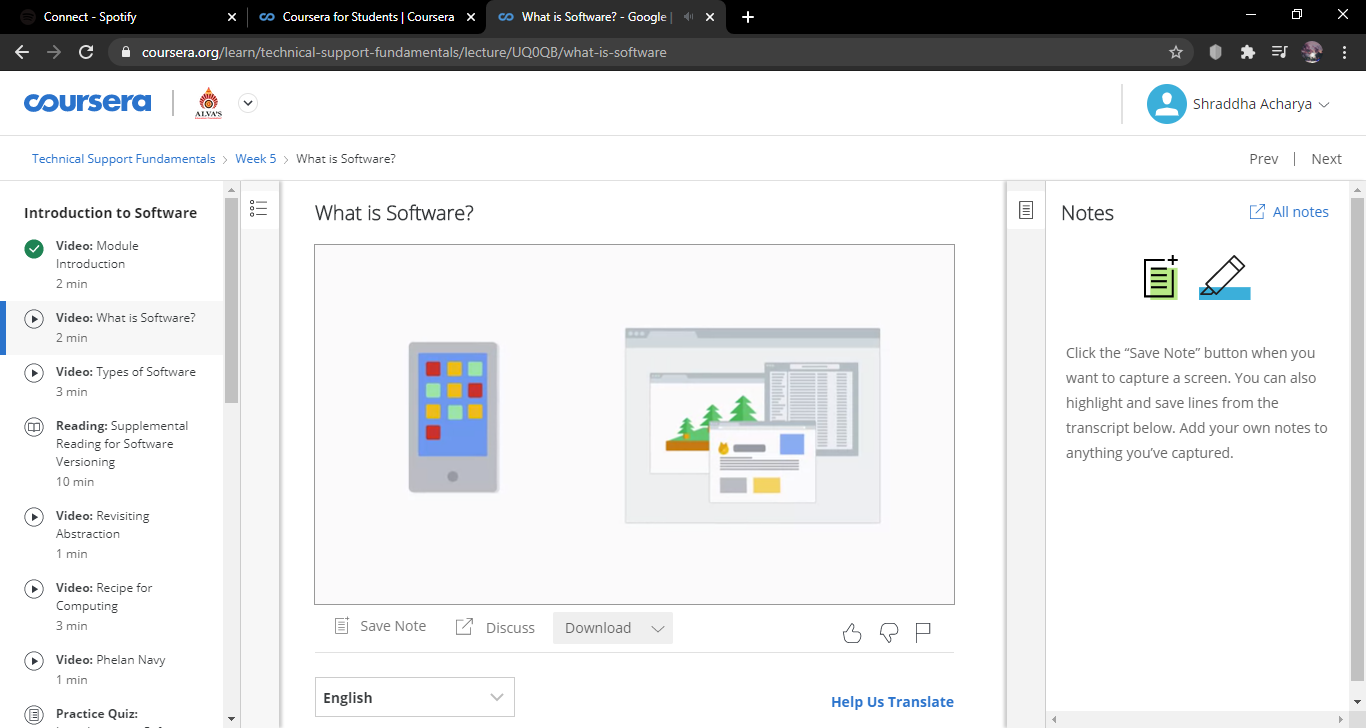 Connect - Spotify
Coursera for Students | Coursera
What is Software? - Google |
coursera.org/learn/technical-support-fundamentals/lecture/UQ0QB/what-is-software
coursera
ALVA'S
Shraddha Acharya
Technical Support Fundamentals > Week 5 > What is Software?
Prev | Next
Introduction to Software
Video: Module
Introduction
2 min
Video: What is Software?
2 min
Video: Types of Software
3 min
Reading: Supplemental
Reading for Software
Versioning
10 min
Video: Revisiting
Abstraction
1 min
Video: Recipe for
Computing
3 min
Video: Phelan Navy
1 min
Practice Quiz:
What is Software?
Save Note
Discuss
Download
English
Help Us Translate
Notes
All notes
Click the “Save Note” button when you
want to capture a screen. You can also
highlight and save lines from the
transcript below. Add your own notes to
anything you’ve captured.